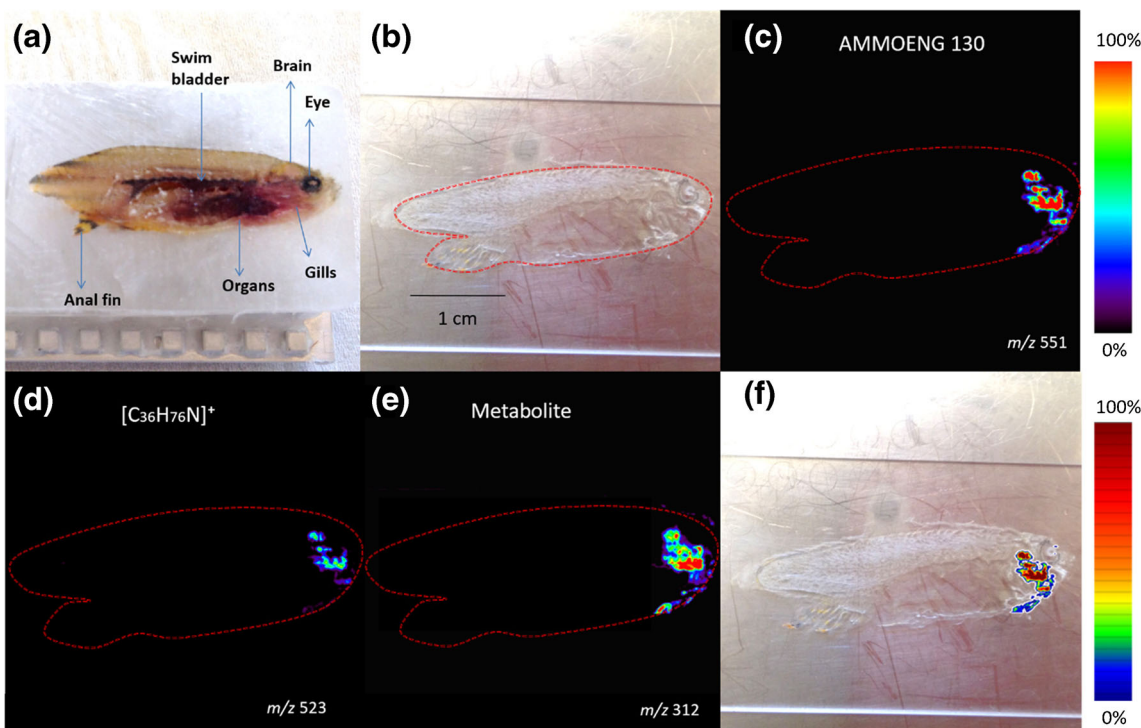 (a)
Swim
bladder
Brain
Eye
Anal fin
Organs
Gills
(b)
1 cm
(c)
AMMOENG 130
m/z 551
100%
0%
(d)
[C36H76N]+
m/z 523
(e)
Metabolite
m/z 312
(f)
100%
0%